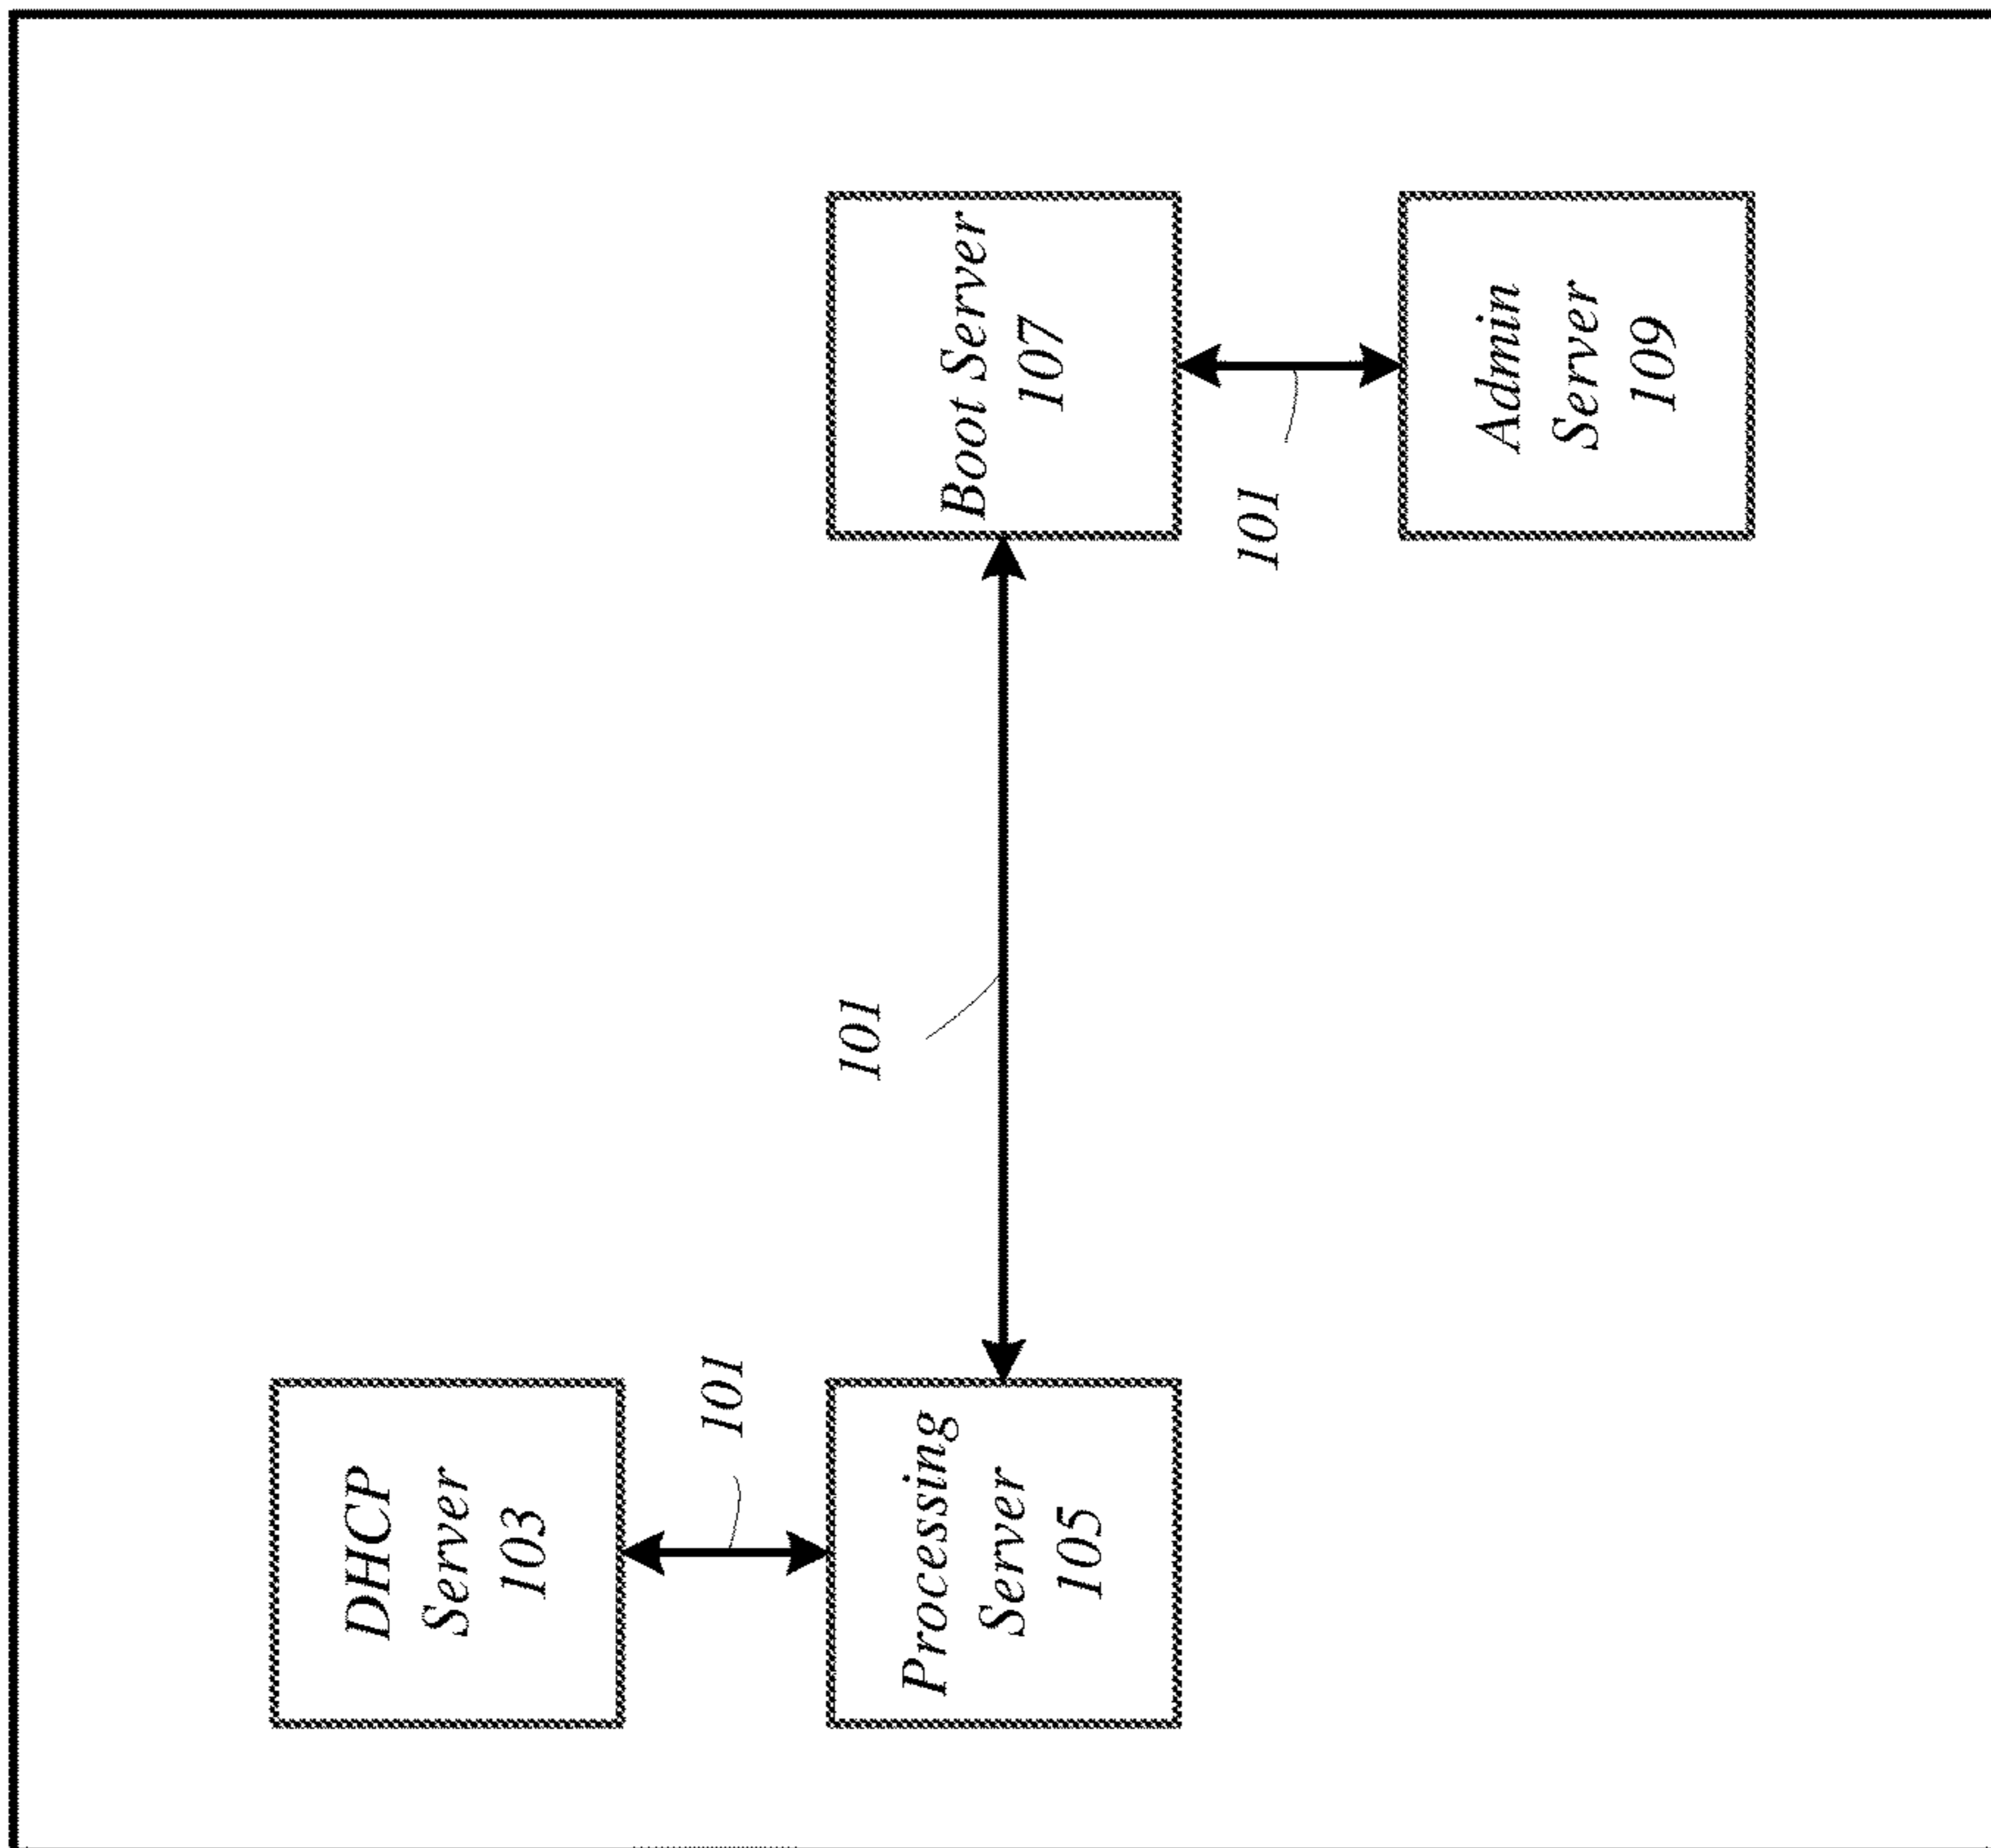 DHCP
Server
103
101
Processing
Server
105
101
Boot Server
107
101
Admin
Server
109